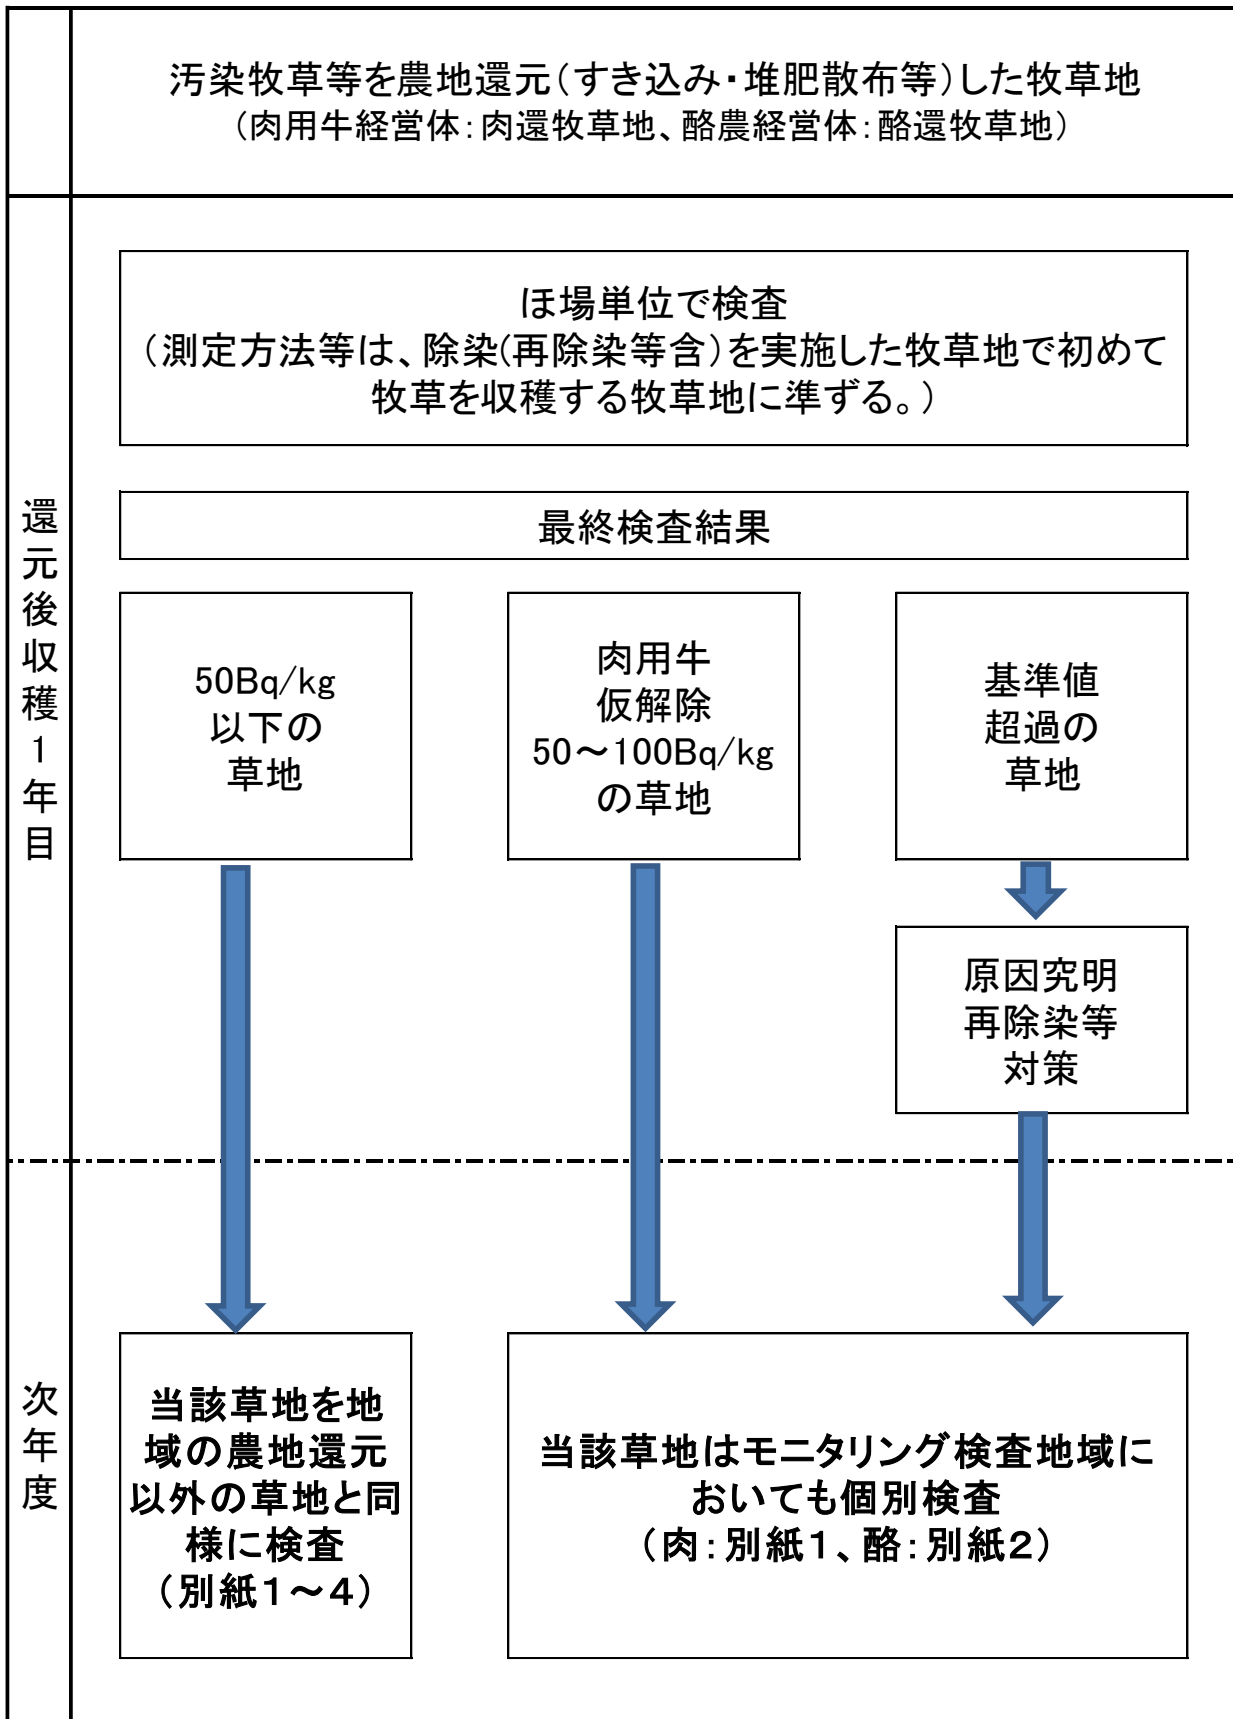 汚染牧草等を農地還元（すき込み・堆肥散布等）した牧草地
（肉用牛経営体：肉還牧草地、酪農経営体：酪還牧草地）
還元後収穫1年目
ほ場単位で検査
（測定方法等は、除染(再除染等含)を実施した牧草地で初めて
牧草を収穫する牧草地に準ずる。）
最終検査結果
50Bq/kg
以下の
草地
肉用牛
仮解除
50～100Bq/kg
の草地
基準値
超過の
草地
原因究明
再除染等
対策
次年度
当該草地を地
域の農地還元
以外の草地と同
様に検査
（別紙１～４）
当該草地はモニタリング検査地域に
おいても個別検査
（肉：別紙１、酪：別紙２）